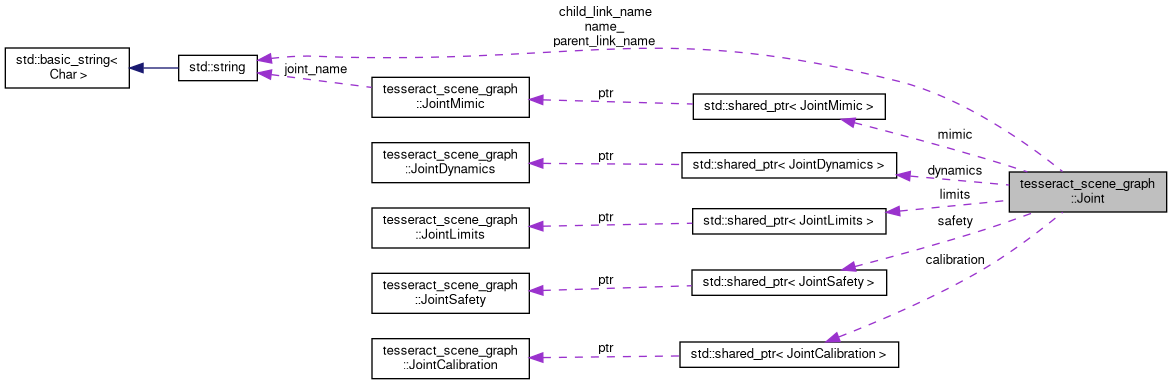 child_link_name
name_
parent_link_name
std::basic_string<
Char >
std::string
joint_name
tesseract_scene_graph
::JointMimic
ptr
std::shared_ptr< JointMimic >
mimic
tesseract_scene_graph
::JointDynamics
ptr
std::shared_ptr< JointDynamics >
dynamics
tesseract_scene_graph
::Joint
limits
tesseract_scene_graph
::JointLimits
ptr
std::shared_ptr< JointLimits >
safety
calibration
tesseract_scene_graph
::JointSafety
ptr
std::shared_ptr< JointSafety >
tesseract_scene_graph
::JointCalibration
ptr
std::shared_ptr< JointCalibration >